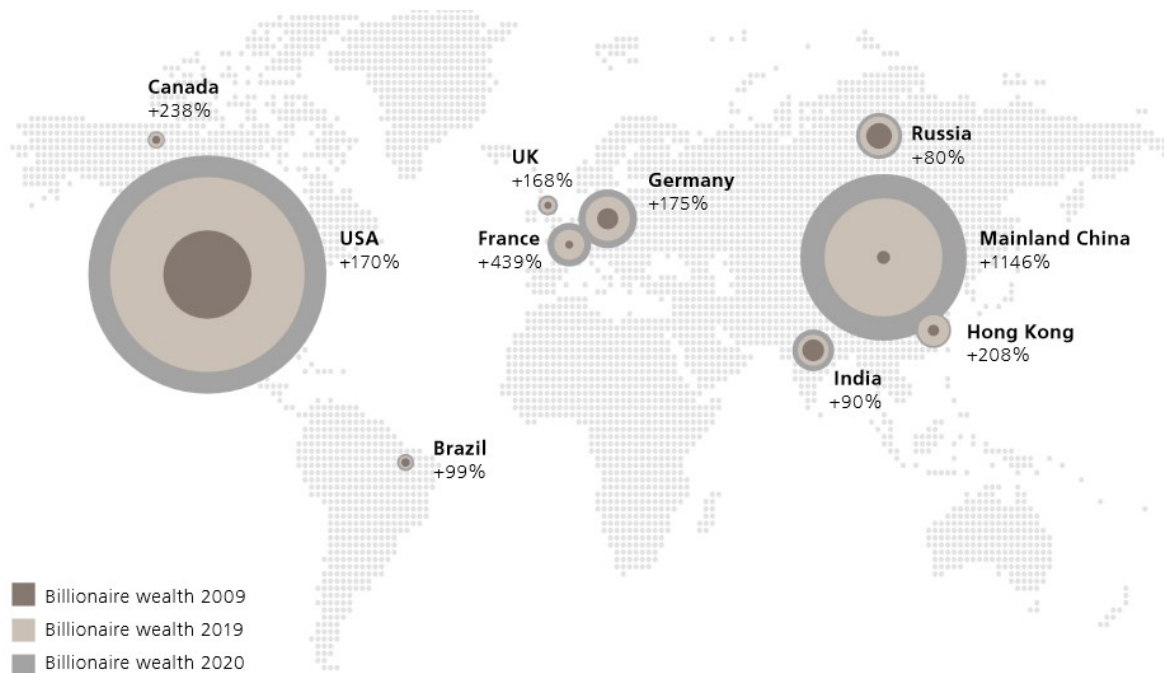 Canada
+238%
USA
+170%
UK
+168%
Germany
+175%
France
+439%
Russia
+80%
Mainland China
+1146%
Hong Kong
+208%
India
+90%
Brazil
+99%
Billionaire wealth 2009
Billionaire wealth 2019
Billionaire wealth 2020